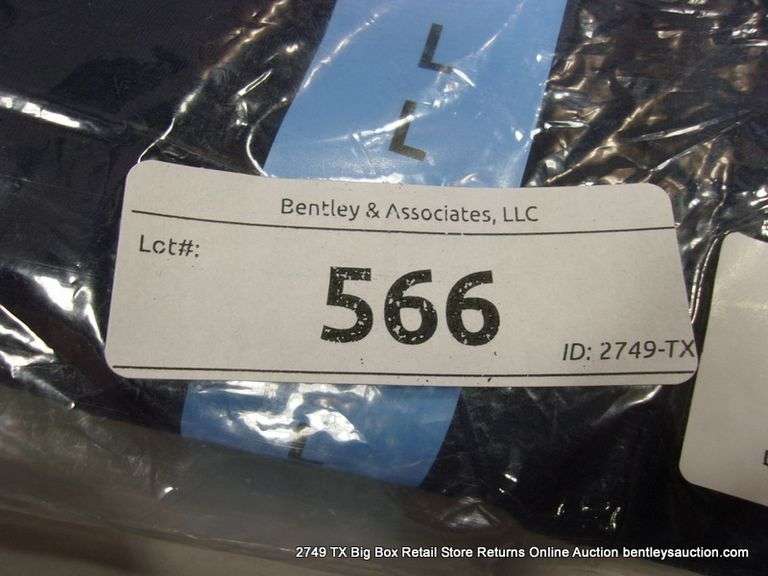 L
L
Bentley & Associates, LLC
Lot#:
566
ID: 2749-TX
2749 TX Big Box Retail Store Returns Online Auction bentleysauction.com